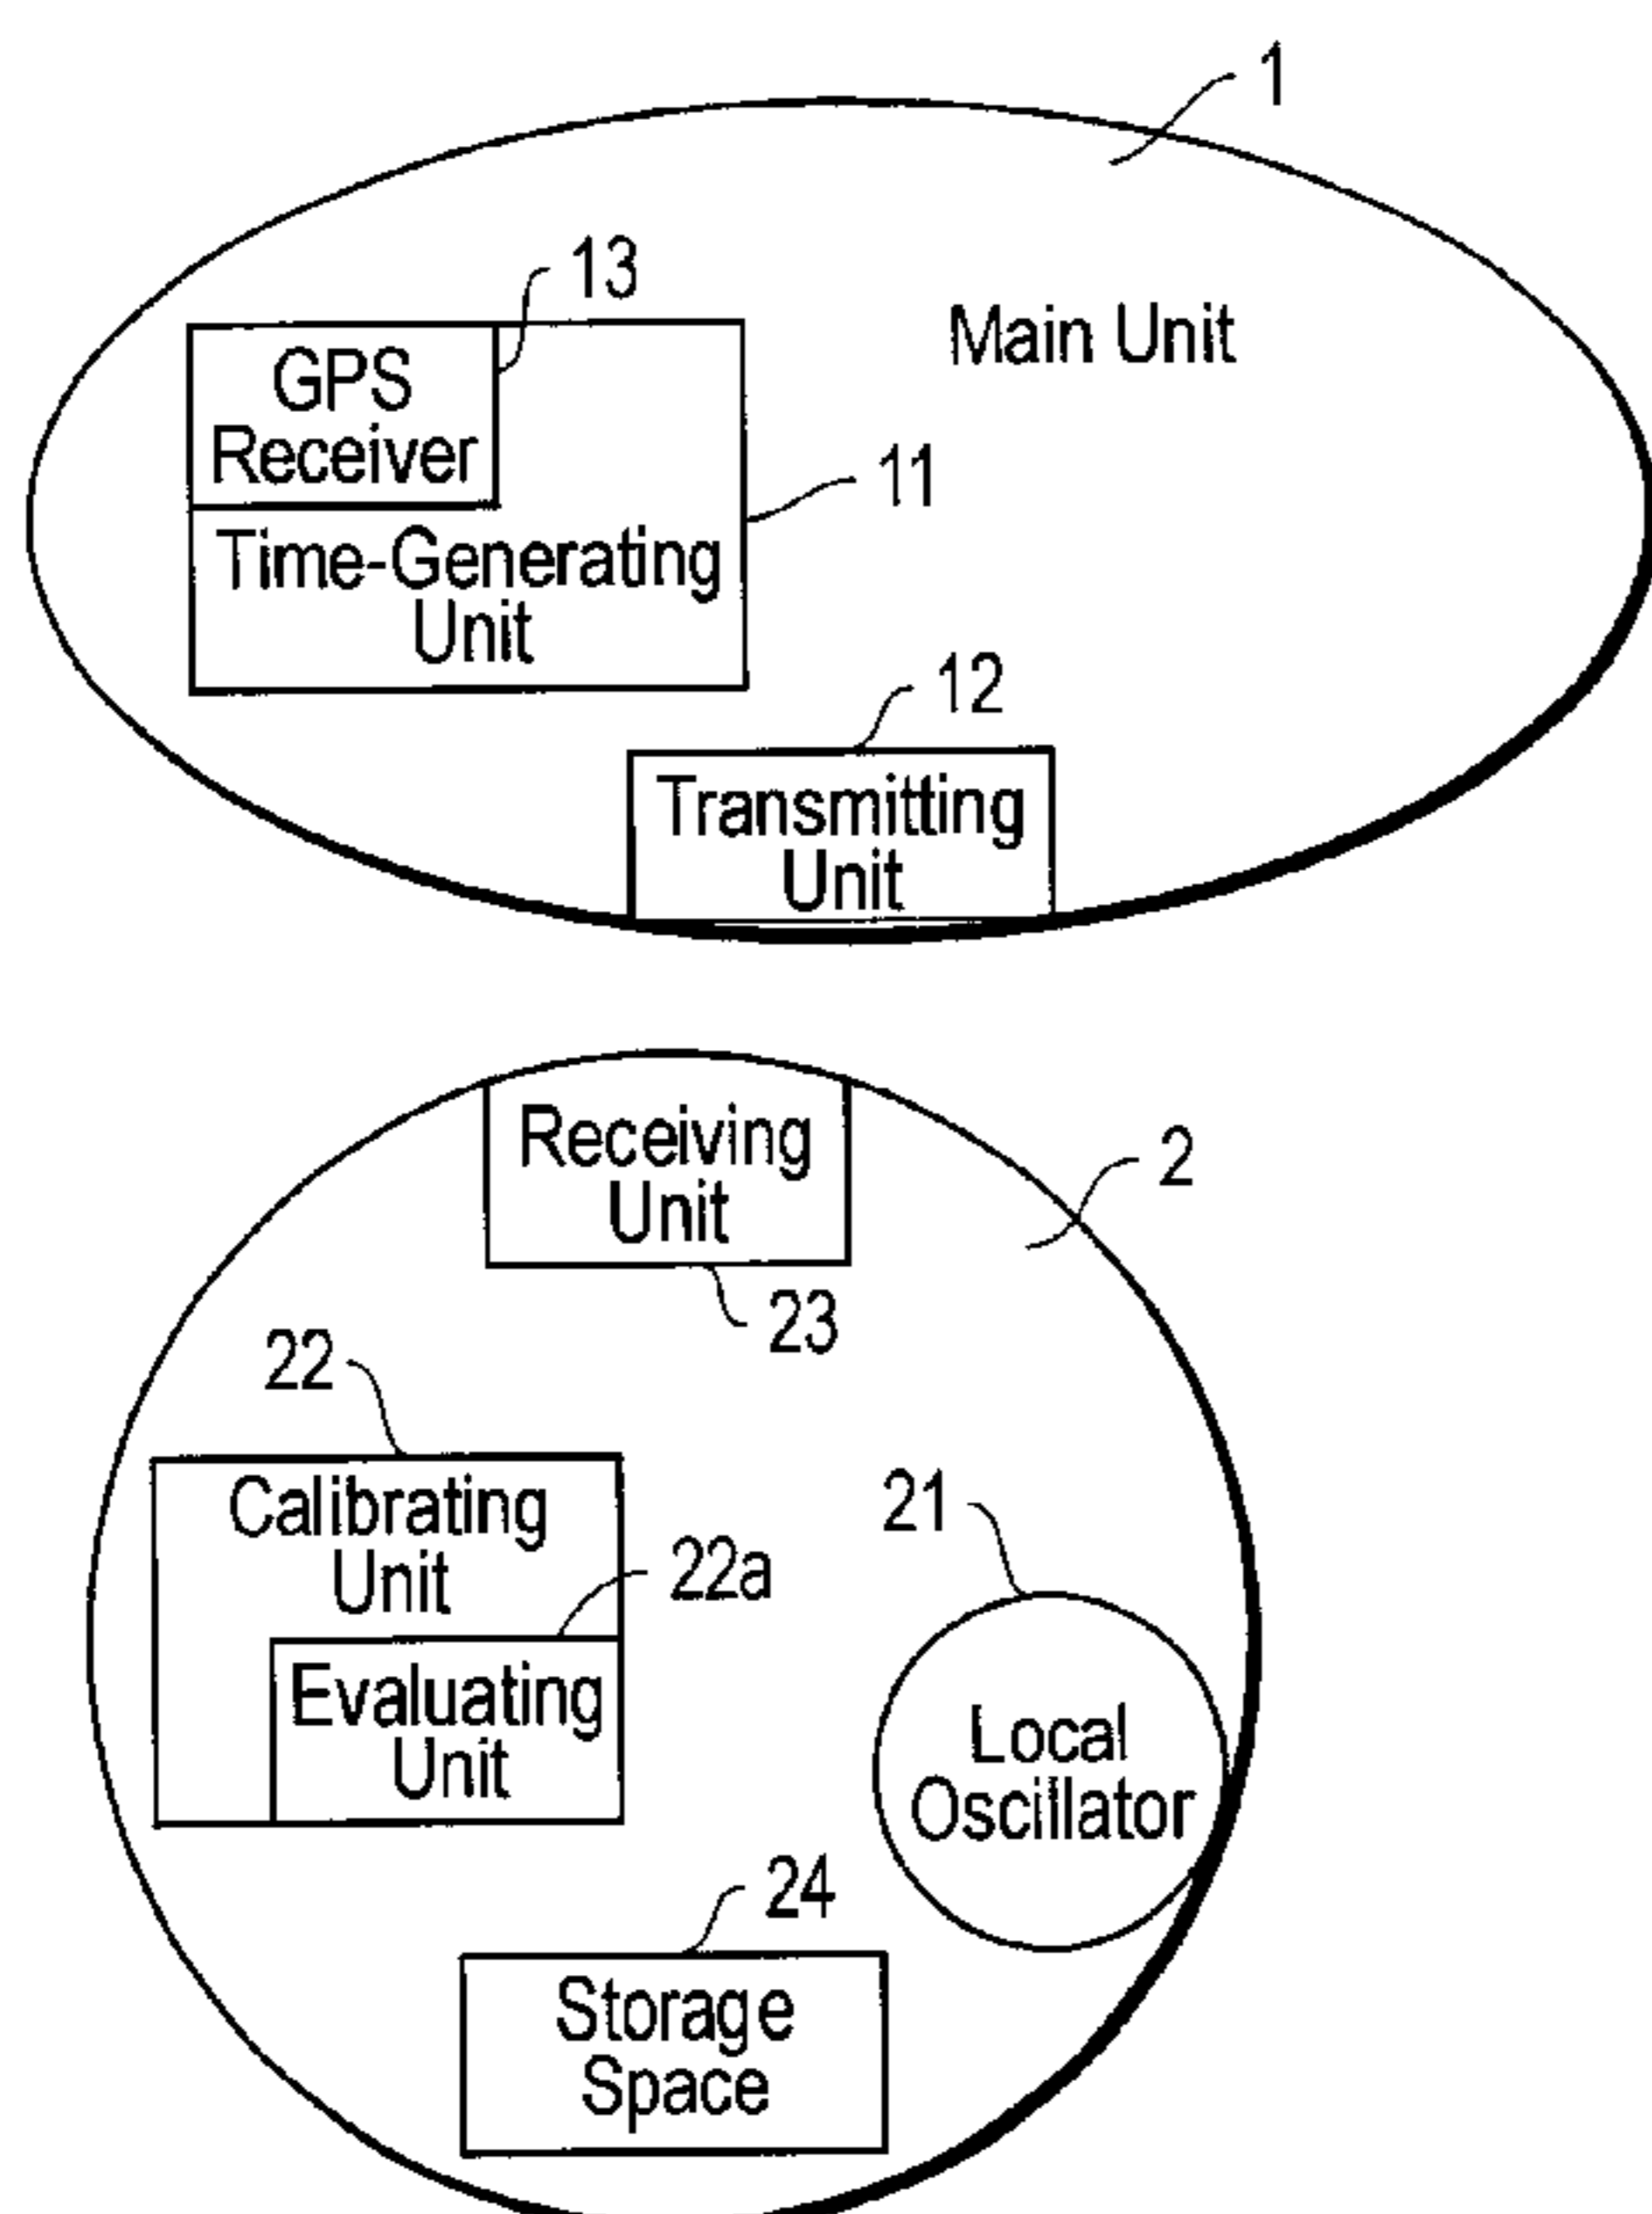 1
13
GPS
Receiver
Main Unit
11
Time-Generating
Unit
12
Transmitting
Unit
Receiving
Unit
2
23
22
Calibrating
Unit
21
22a
Evaluating
Unit
Local
Oscillator
24
Storage
Space